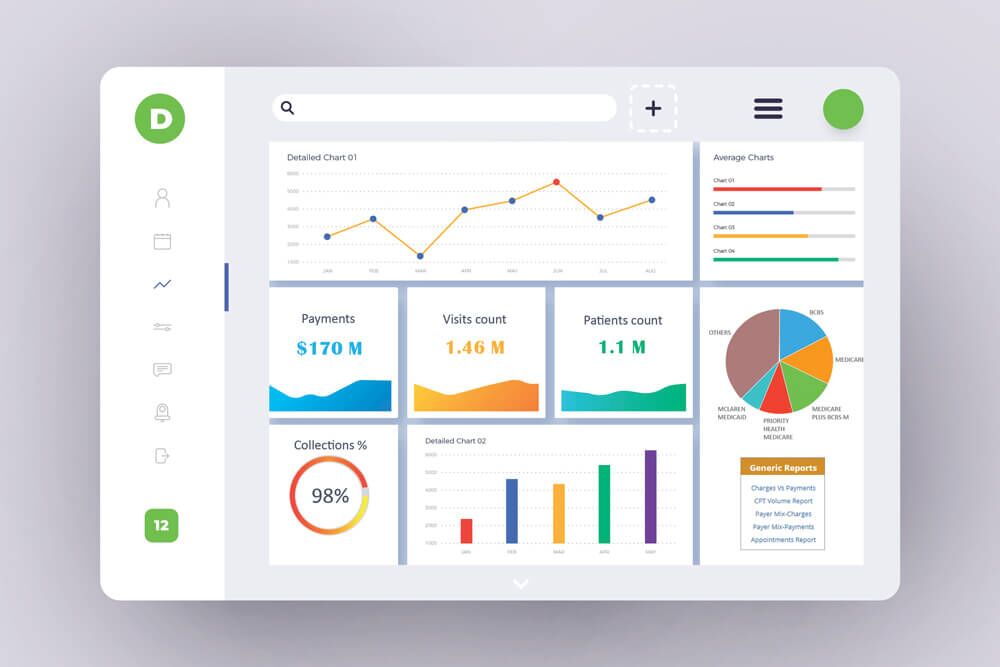 D
12
Detailed Chart 01
6000
5000
4000
3000
2000
1000
JAN
FEB
MAR
APR
MAY
JUN
JUL
AUG
Average Charts
Chart 01
Chart 02
Chart 03
Chart 04
Payments
$170 M
Visits count
1.46 M
Patients count
1.1 M
Collections %
98%
Detailed Chart 02
6000
5000
4000
3000
2000
1000
JAN
FEB
MAR
APR
MAY
BCBS
OTHERS
MEDICARE
MCLAREN
MEDICAID
PRIORITY
HEALTH
MEDICARE
MEDICARE
PLUS BCBS M
Generic Reports
Charges Vs Payments
CPT Volume Report
Payer Mix-Charges
Payer Mix-Payments
Appointments Report